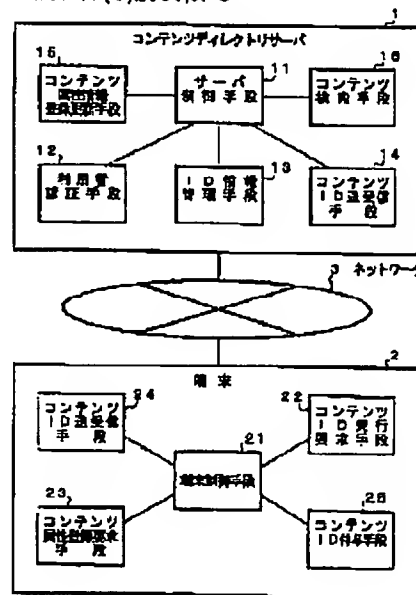 1
コンテンツディレクトリサーバ
15
コンテンツ
登録更新手段
11
サーバ
制御手段
16
コンテンツ
検索手段
12
利用者
認証手段
13
ID情報
管理手段
14
コンテンツ
ID送受信
手段
3 ネットワーク
2
端末
24
コンテンツ
ID送受信
手段
22
コンテンツ
ID発行
要求手段
21
端末制御手段
23
コンテンツ
属性登録要求
手段
25
コンテンツ
ID付与手段